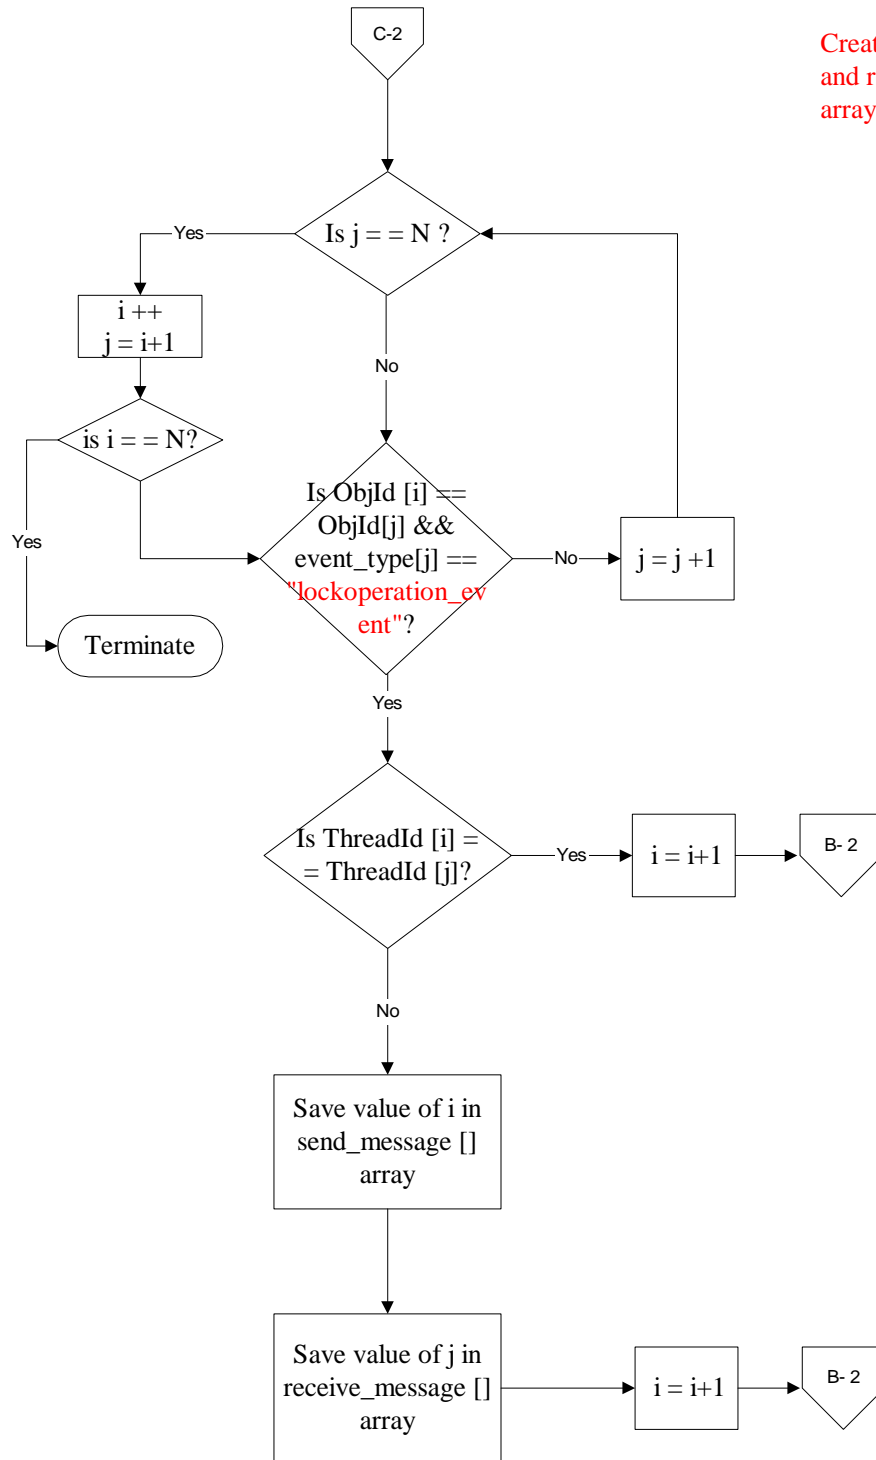 C-2
Creat
and r
array
Is j = = N ?
Yes
i ++
j = i+1
No
is i = = N?
Is ObjId [i] ==
ObjId[j] &&
event_type[j] ==
"lockoperation_ev
ent"?
No
j = j +1
Yes
Terminate
Yes
Is ThreadId [i] =
= ThreadId [j]?
Yes
i = i+1
B- 2
No
Save value of i in
send_message []
array
Save value of j in
receive_message []
array
i = i+1
B- 2